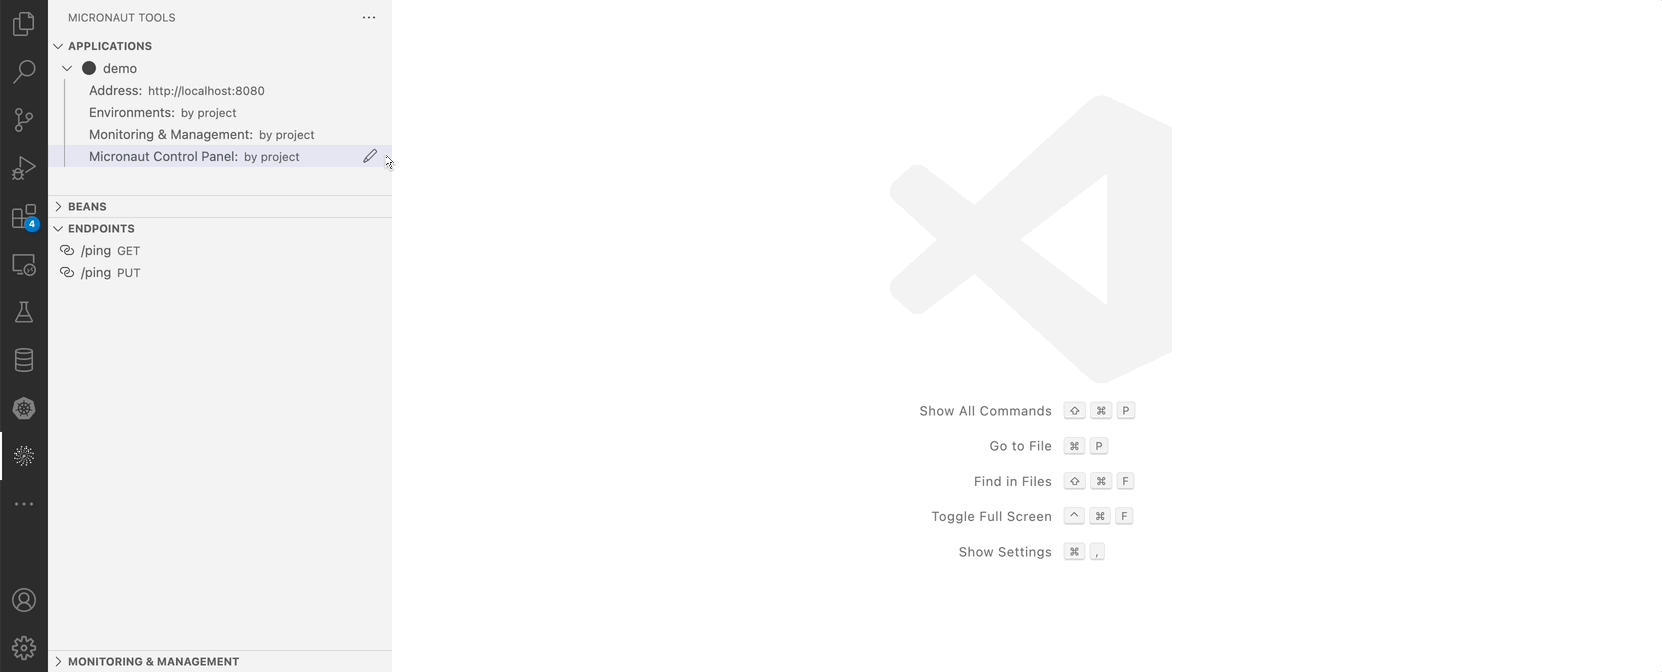 MICRONAUT TOOLS
APPLICATIONS
demo
Address: http://localhost:8080
Environments: by project
Monitoring & Management: by project
Micronaut Control Panel: by project
BEANS
4
ENDPOINTS
/ping GET
/ping PUT
Show All Commands ⇧ ⌘ P
Go to File ⌘ P
Find in Files ⇧ ⌘ F
Toggle Full Screen ⌃ ⌘ F
Show Settings ⌘ ,
MONITORING & MANAGEMENT